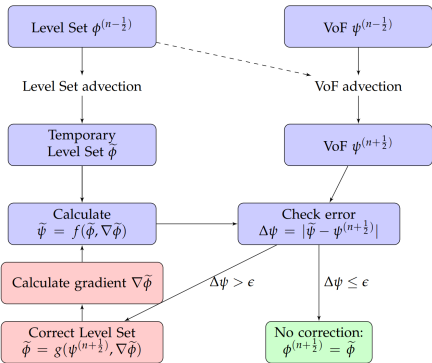 Level Set ϕ^(n−1/2)
VoF ψ^(n−1/2)
Level Set advection
VoF advection
Temporary
Level Set ϕ̃
VoF ψ^(n+1/2)
Calculate
ψ̃ = f(ϕ̃, ∇ϕ̃)
Check error
Δψ = |ψ̃ − ψ^(n+1/2)|
Calculate gradient ∇ϕ̃
Δψ > ϵ
Δψ ≤ ϵ
Correct Level Set
ϕ̃ = g(ψ^(n+1/2), ∇ϕ̃)
No correction:
ϕ^(n+1/2) = ϕ̃